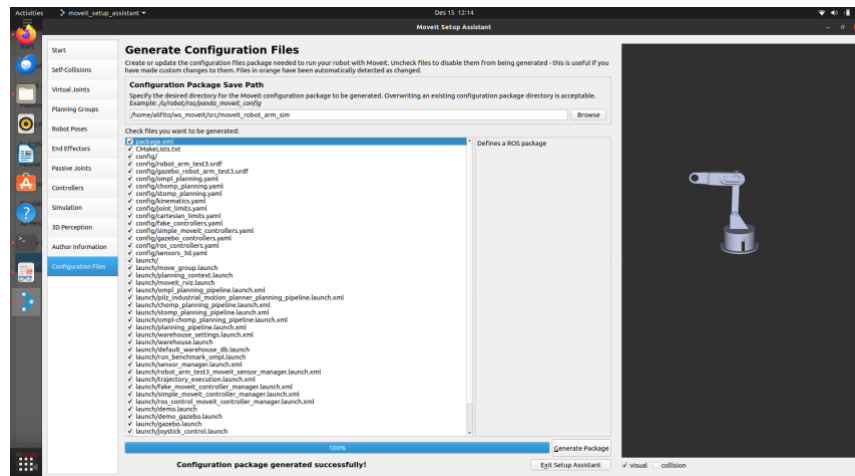 Activities
moveit_setup_assistant
Des 15 12:14
MoveIt Setup Assistant
Start
Self-Collisions
Virtual Joints
Planning Groups
Robot Poses
End Effectors
Passive Joints
Controllers
Simulation
3D Perception
Author Information
Configuration Files
Generate Configuration Files
Create or update the configuration files package needed to run your robot with MoveIt. Uncheck files to disable them from being generated - this is useful if you
have made custom changes to them. Files in orange have been automatically detected as changed.
Configuration Package Save Path
Specify the desired directory for the MoveIt configuration package to be generated. Overwriting an existing configuration package directory is acceptable.
Example: /u/robot/ros/panda_moveit_config
/home/alifito/ws_moveit/src/moveit_robot_arm_sim
Browse
Check files you want to be generated:
package.xml
CMakeLists.txt
config/
config/robot_arm_test3.srdf
config/gazebo_robot_arm_test3.urdf
config/ompl_planning.yaml
config/chomp_planning.yaml
config/stomp_planning.yaml
config/kinematics.yaml
config/joint_limits.yaml
config/cartesian_limits.yaml
config/fake_controllers.yaml
config/simple_moveit_controllers.yaml
config/gazebo_controllers.yaml
config/ros_controllers.yaml
config/sensors_3d.yaml
launch/
launch/move_group.launch
launch/planning_context.launch
launch/moveit_rviz.launch
launch/ompl_planning_pipeline.launch.xml
launch/pilz_industrial_motion_planner_planning_pipeline.launch.xml
launch/chomp_planning_pipeline.launch.xml
launch/stomp_planning_pipeline.launch.xml
launch/ompl-chomp_planning_pipeline.launch.xml
launch/planning_pipeline.launch.xml
launch/warehouse_settings.launch.xml
launch/warehouse.launch
launch/default_warehouse_db.launch
launch/run_benchmark_ompl.launch
launch/sensor_manager.launch.xml
launch/robot_arm_test3_moveit_sensor_manager.launch.xml
launch/trajectory_execution.launch.xml
launch/fake_moveit_controller_manager.launch.xml
launch/simple_moveit_controller_manager.launch.xml
launch/ros_control_moveit_controller_manager.launch.xml
launch/demo.launch
launch/demo_gazebo.launch
launch/gazebo.launch
launch/joystick_control.launch
Defines a ROS package
100%
Generate Package
Configuration package generated successfully!
Exit Setup Assistant
visual
collision